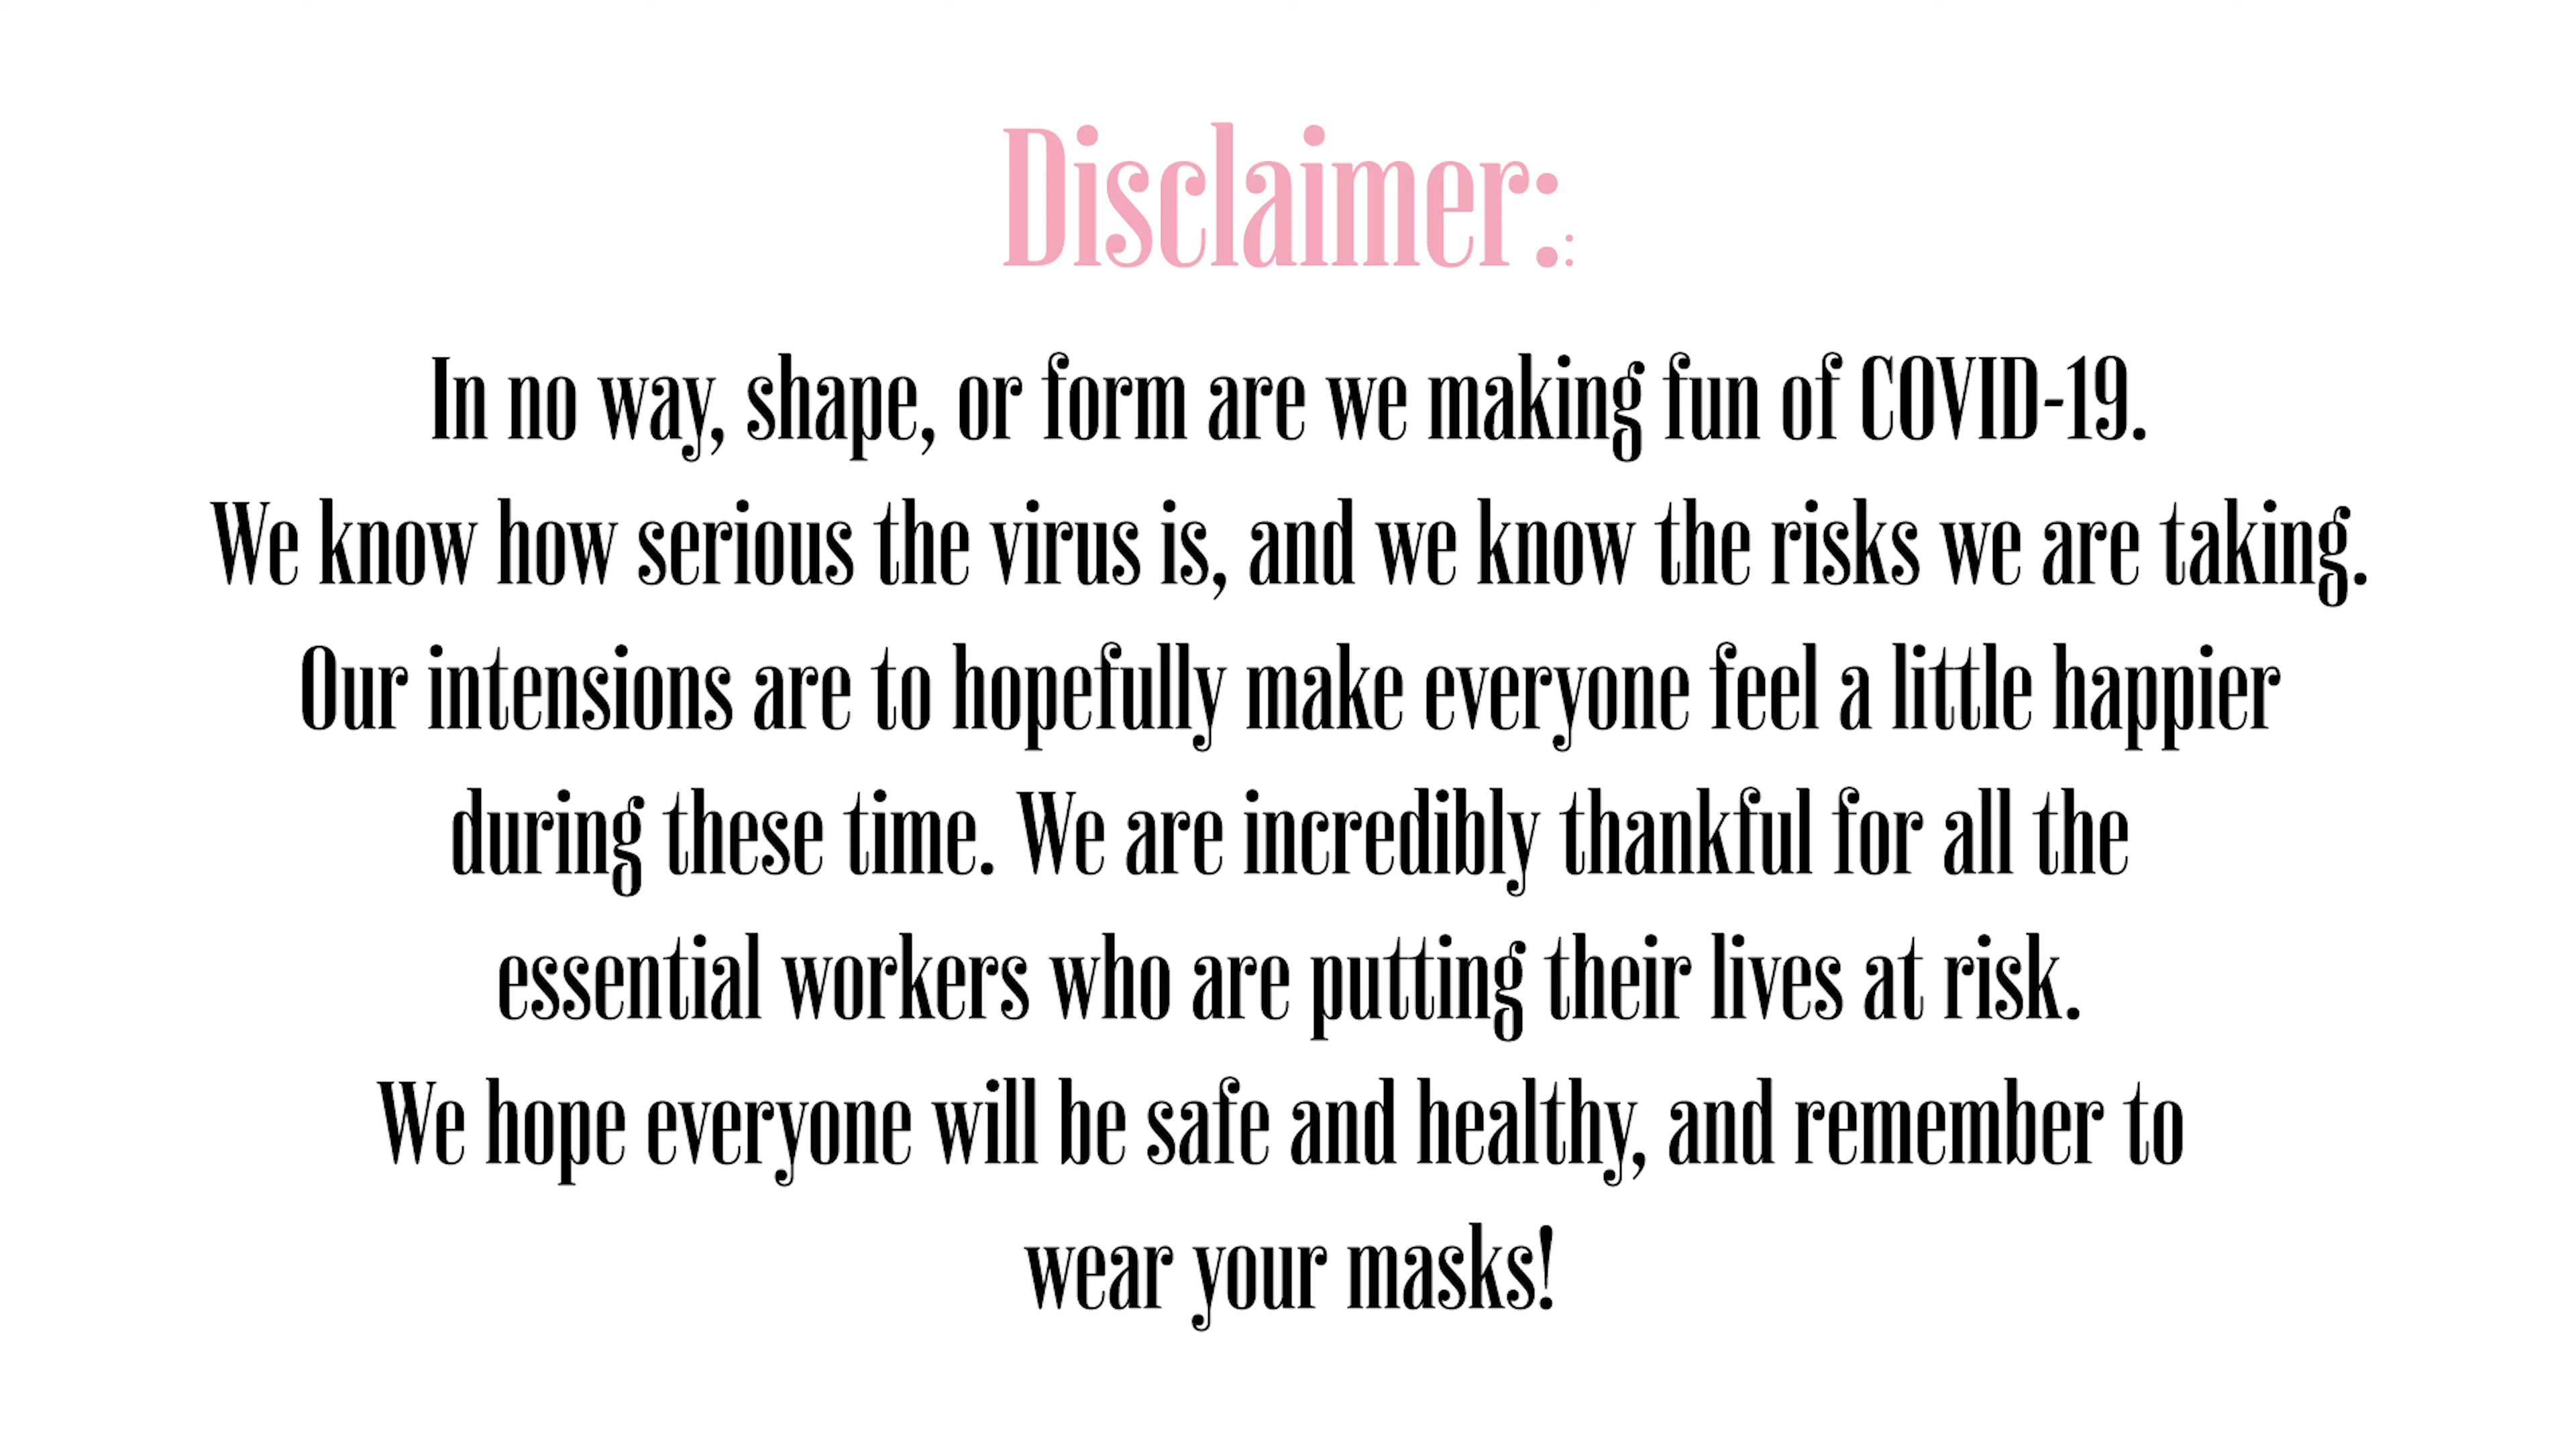 Disclaimer::
In no way, shape, or form are we making fun of COVID-19.
We know how serious the virus is, and we know the risks we are taking.
Our intensions are to hopefully make everyone feel a little happier
during these time. We are incredibly thankful for all the
essential workers who are putting their lives at risk.
We hope everyone will be safe and healthy, and remember to
wear your masks!